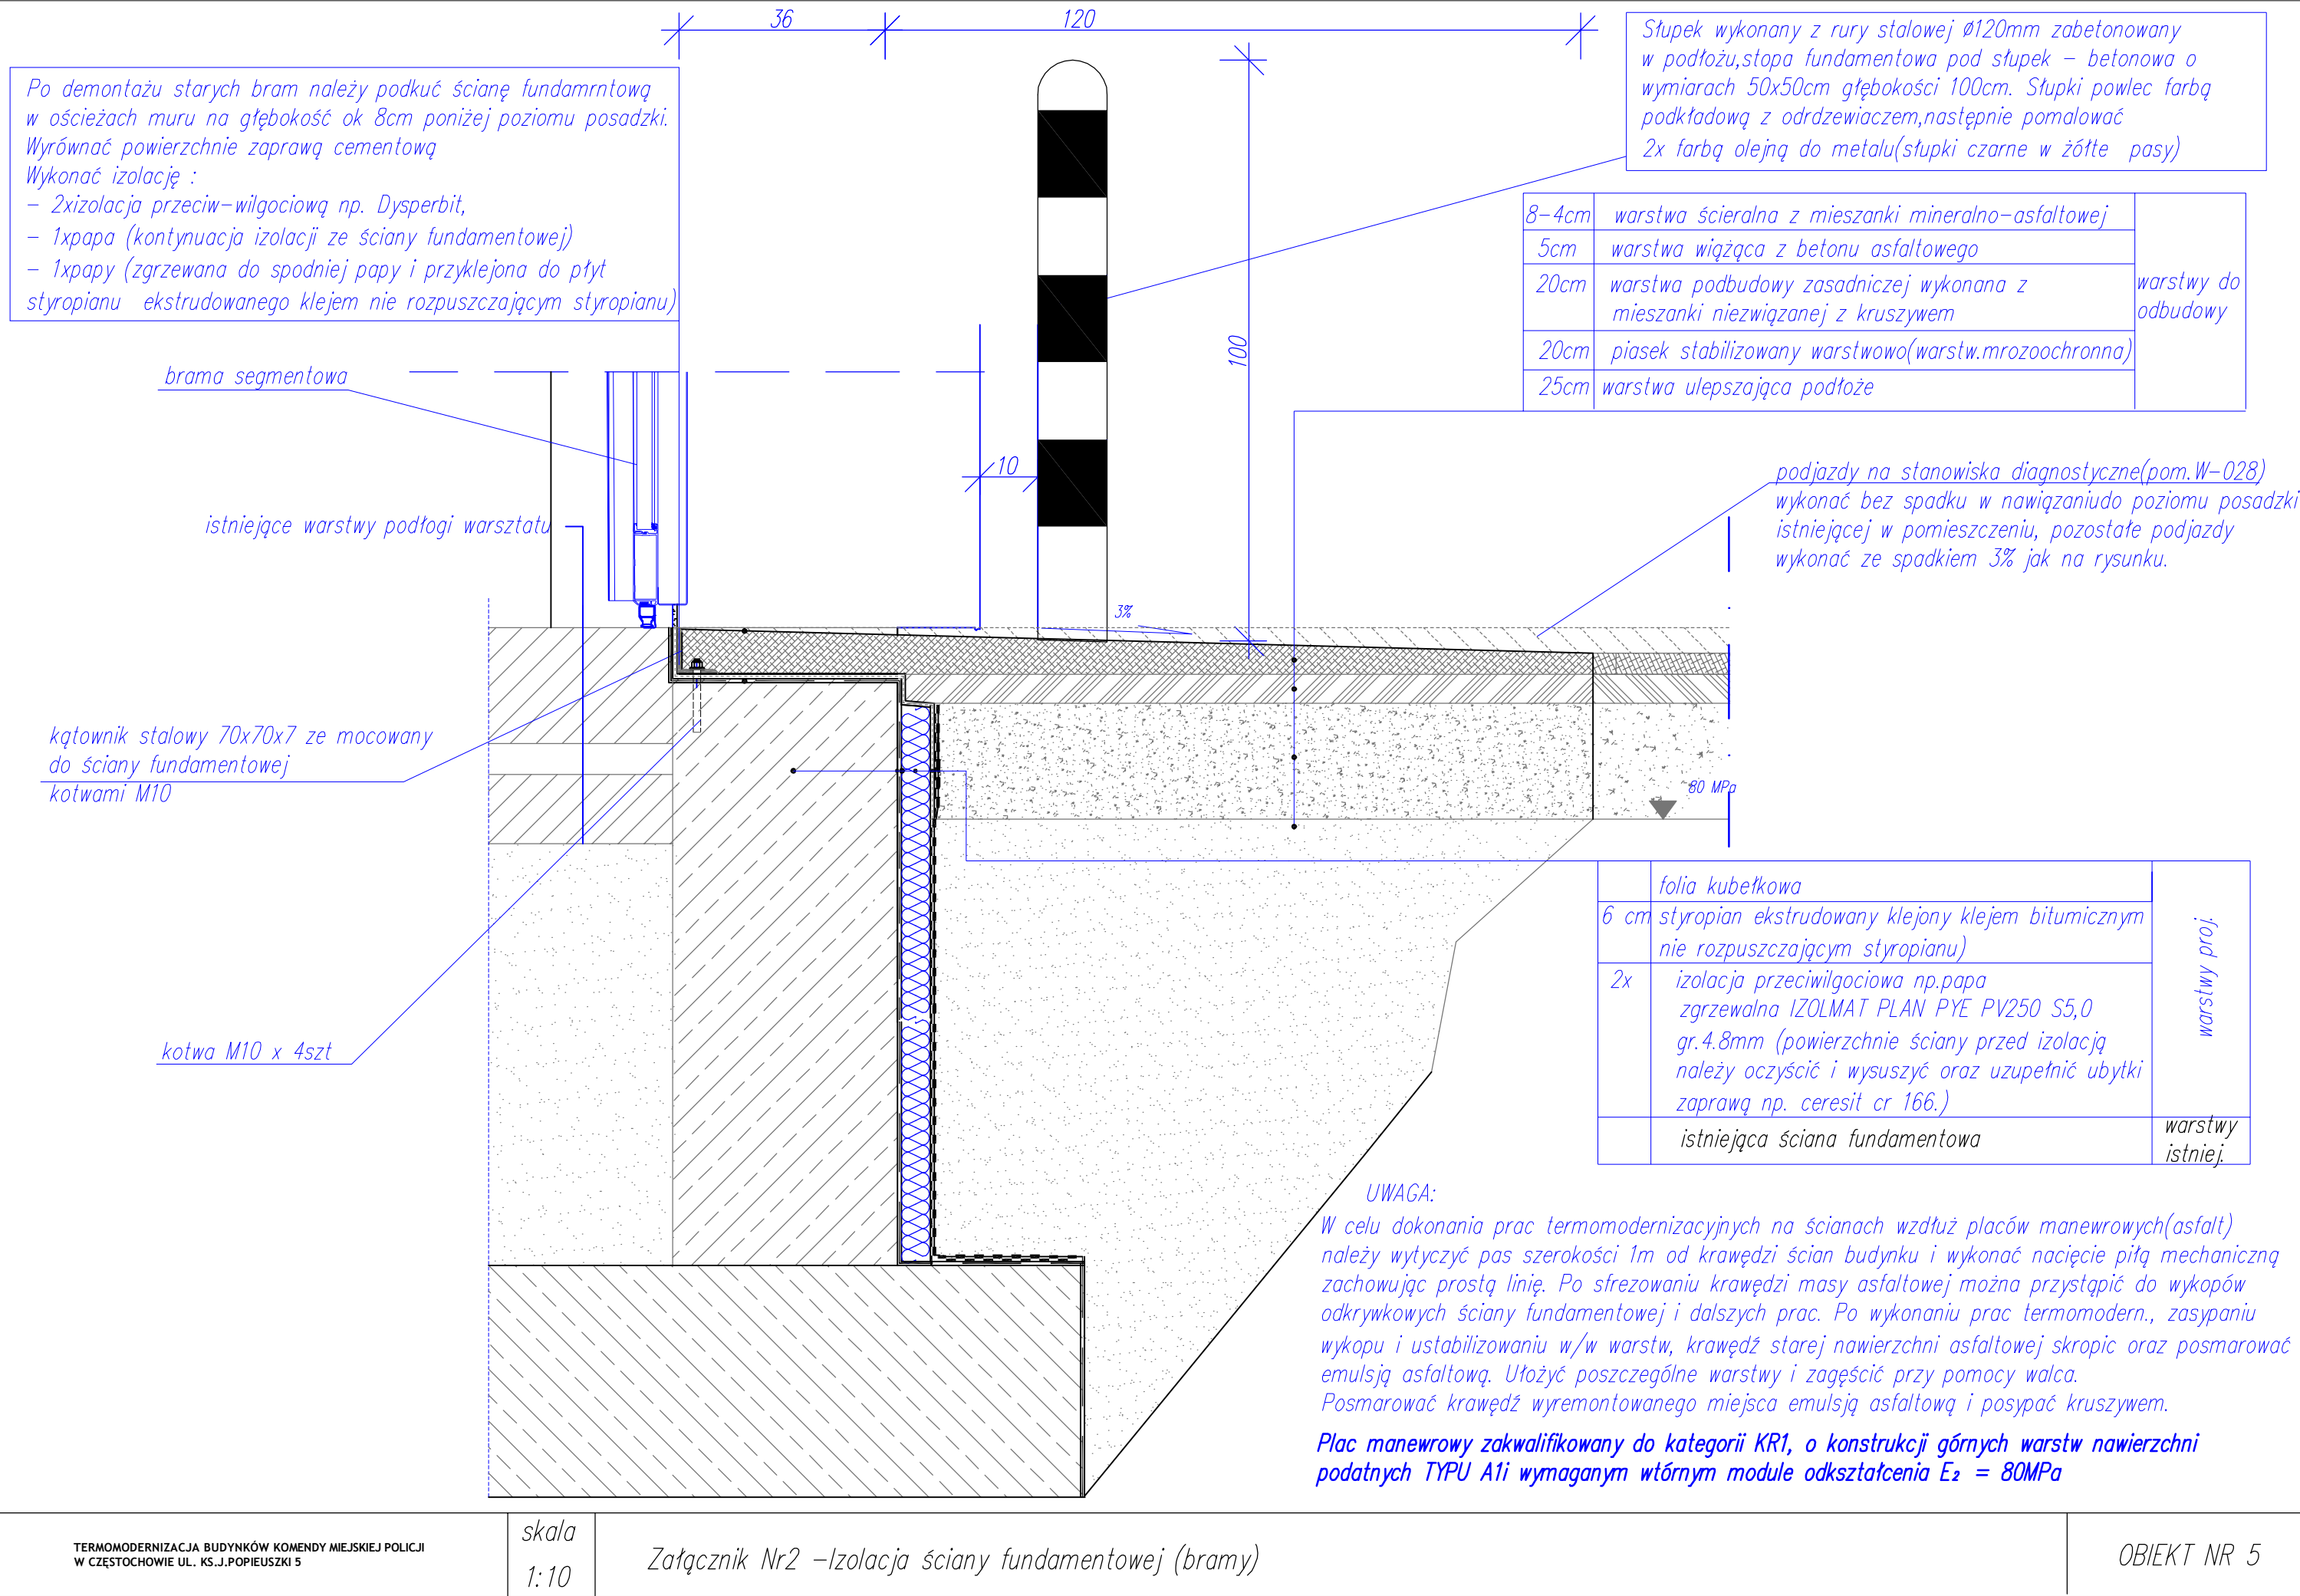 36
120
Po demontażu starych bram należy podkuć ścianę fundamrntową
w ościeżach muru na głębokość ok 8cm poniżej poziomu posadzki.
Wyrównać powierzchnie zaprawą cementową
Wykonać izolację :
- 2xizolacja przeciw-wilgociową np. Dysperbit,
- 1xpapa (kontynuacja izolacji ze ściany fundamentowej)
- 1xpapy (zgrzewana do spodniej papy i przyklejona do płyt
styropianu ekstrudowanego klejem nie rozpuszczającym styropianu)
Słupek wykonany z rury stalowej ø120mm zabetonowany
w podłożu,stopa fundamentowa pod słupek - betonowa o
wymiarach 50x50cm głębokości 100cm. Słupki powlec farbą
podkładową z odrdzewiaczem,następnie pomalować
2x farbą olejną do metalu(słupki czarne w żółte pasy)
8-4cm warstwa ścieralna z mieszanki mineralno-asfaltowej
5cm warstwa wiążąca z betonu asfaltowego
20cm warstwa podbudowy zasadniczej wykonana z
mieszanki niezwiązanej z kruszywem
20cm piasek stabilizowany warstwowo(warstw.mrozoochronna)
25cm warstwa ulepszająca podłoże
warstwy do
odbudowy
100
brama segmentowa
10
istniejące warstwy podłogi warsztatu
podjazdy na stanowiska diagnostyczne(pom.W-028)
wykonać bez spadku w nawiązaniudo poziomu posadzki
istniejącej w pomieszczeniu, pozostałe podjazdy
wykonać ze spadkiem 3% jak na rysunku.
3%
kątownik stalowy 70x70x7 ze mocowany
do ściany fundamentowej
kotwami M10
80 MPa
kotwa M10 x 4szt
folia kubełkowa
6 cm styropian ekstrudowany klejony klejem bitumicznym
nie rozpuszczającym styropianu)
2x izolacja przeciwilgociowa np.papa
zgrzewalna IZOLMAT PLAN PYE PV250 S5,0
gr.4.8mm (powierzchnie ściany przed izolacją
należy oczyścić i wysuszyć oraz uzupełnić ubytki
zaprawą np. ceresit cr 166.)
warstwy proj.
istniejąca ściana fundamentowa
warstwy
istniej.
UWAGA:
W celu dokonania prac termomodernizacyjnych na ścianach wzdłuż placów manewrowych(asfalt)
należy wytyczyć pas szerokości 1m od krawędzi ścian budynku i wykonać nacięcie piłą mechaniczną
zachowując prostą linię. Po sfrezowaniu krawędzi masy asfaltowej można przystąpić do wykopów
odkrywkowych ściany fundamentowej i dalszych prac. Po wykonaniu prac termomodern., zasypaniu
wykopu i ustabilizowaniu w/w warstw, krawędź starej nawierzchni asfaltowej skropic oraz posmarować
emulsją asfaltową. Ułożyć poszczególne warstwy i zagęścić przy pomocy walca.
Posmarować krawędź wyremontowanego miejsca emulsją asfaltową i posypać kruszywem.
Plac manewrowy zakwalifikowany do kategorii KR1, o konstrukcji górnych warstw nawierzchni
podatnych TYPU A1i wymaganym wtórnym module odkształcenia E₂ = 80MPa
TERMOMODERNIZACJA BUDYNKÓW KOMENDY MIEJSKIEJ POLICJI
W CZĘSTOCHOWIE UL. KS.J.POPIEUSZKI 5
skala
1:10
Załącznik Nr2 -Izolacja ściany fundamentowej (bramy)
OBIEKT NR 5